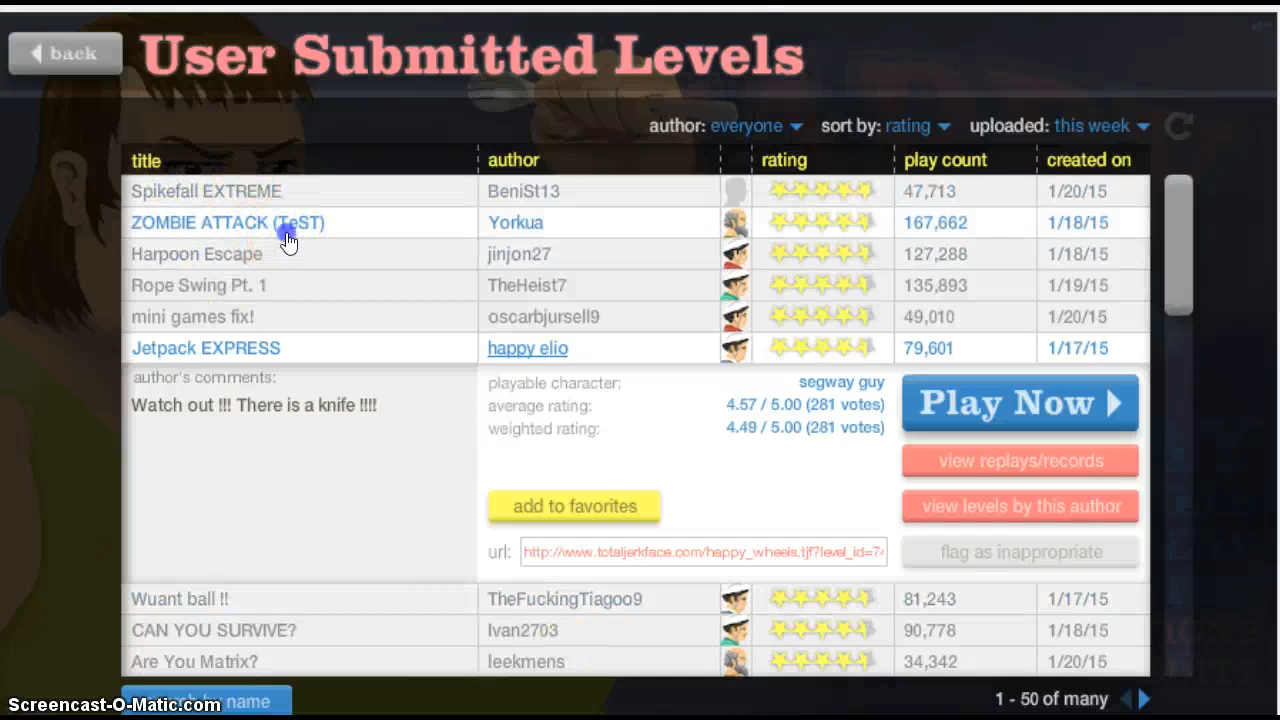 back
User Submitted Levels
author: everyone sort by: rating uploaded: this week
title author rating play count created on
Spikefall EXTREME BeniSt13 47,713 1/20/15
ZOMBIE ATTACK (TeST) Yorkua 167,662 1/18/15
Harpoon Escape jinjon27 127,288 1/18/15
Rope Swing Pt. 1 TheHeist7 135,893 1/19/15
mini games fix! oscarbjursell9 49,010 1/20/15
Jetpack EXPRESS happy elio 79,601 1/17/15
author's comments:
Watch out !!! There is a knife !!!!
playable character: segway guy
average rating: 4.57 / 5.00 (281 votes)
weighted rating: 4.49 / 5.00 (281 votes)
Play Now
view replays/records
add to favorites
view levels by this author
url: http://www.totaljerkface.com/happy_wheels.tjf?level_id=7
flag as inappropriate
Wuant ball !! TheFuckingTiagoo9 81,243 1/17/15
CAN YOU SURVIVE? Ivan2703 90,778 1/18/15
Are You Matrix? leekmens 34,342 1/20/15
name
1 - 50 of many
Screencast-O-Matic.com